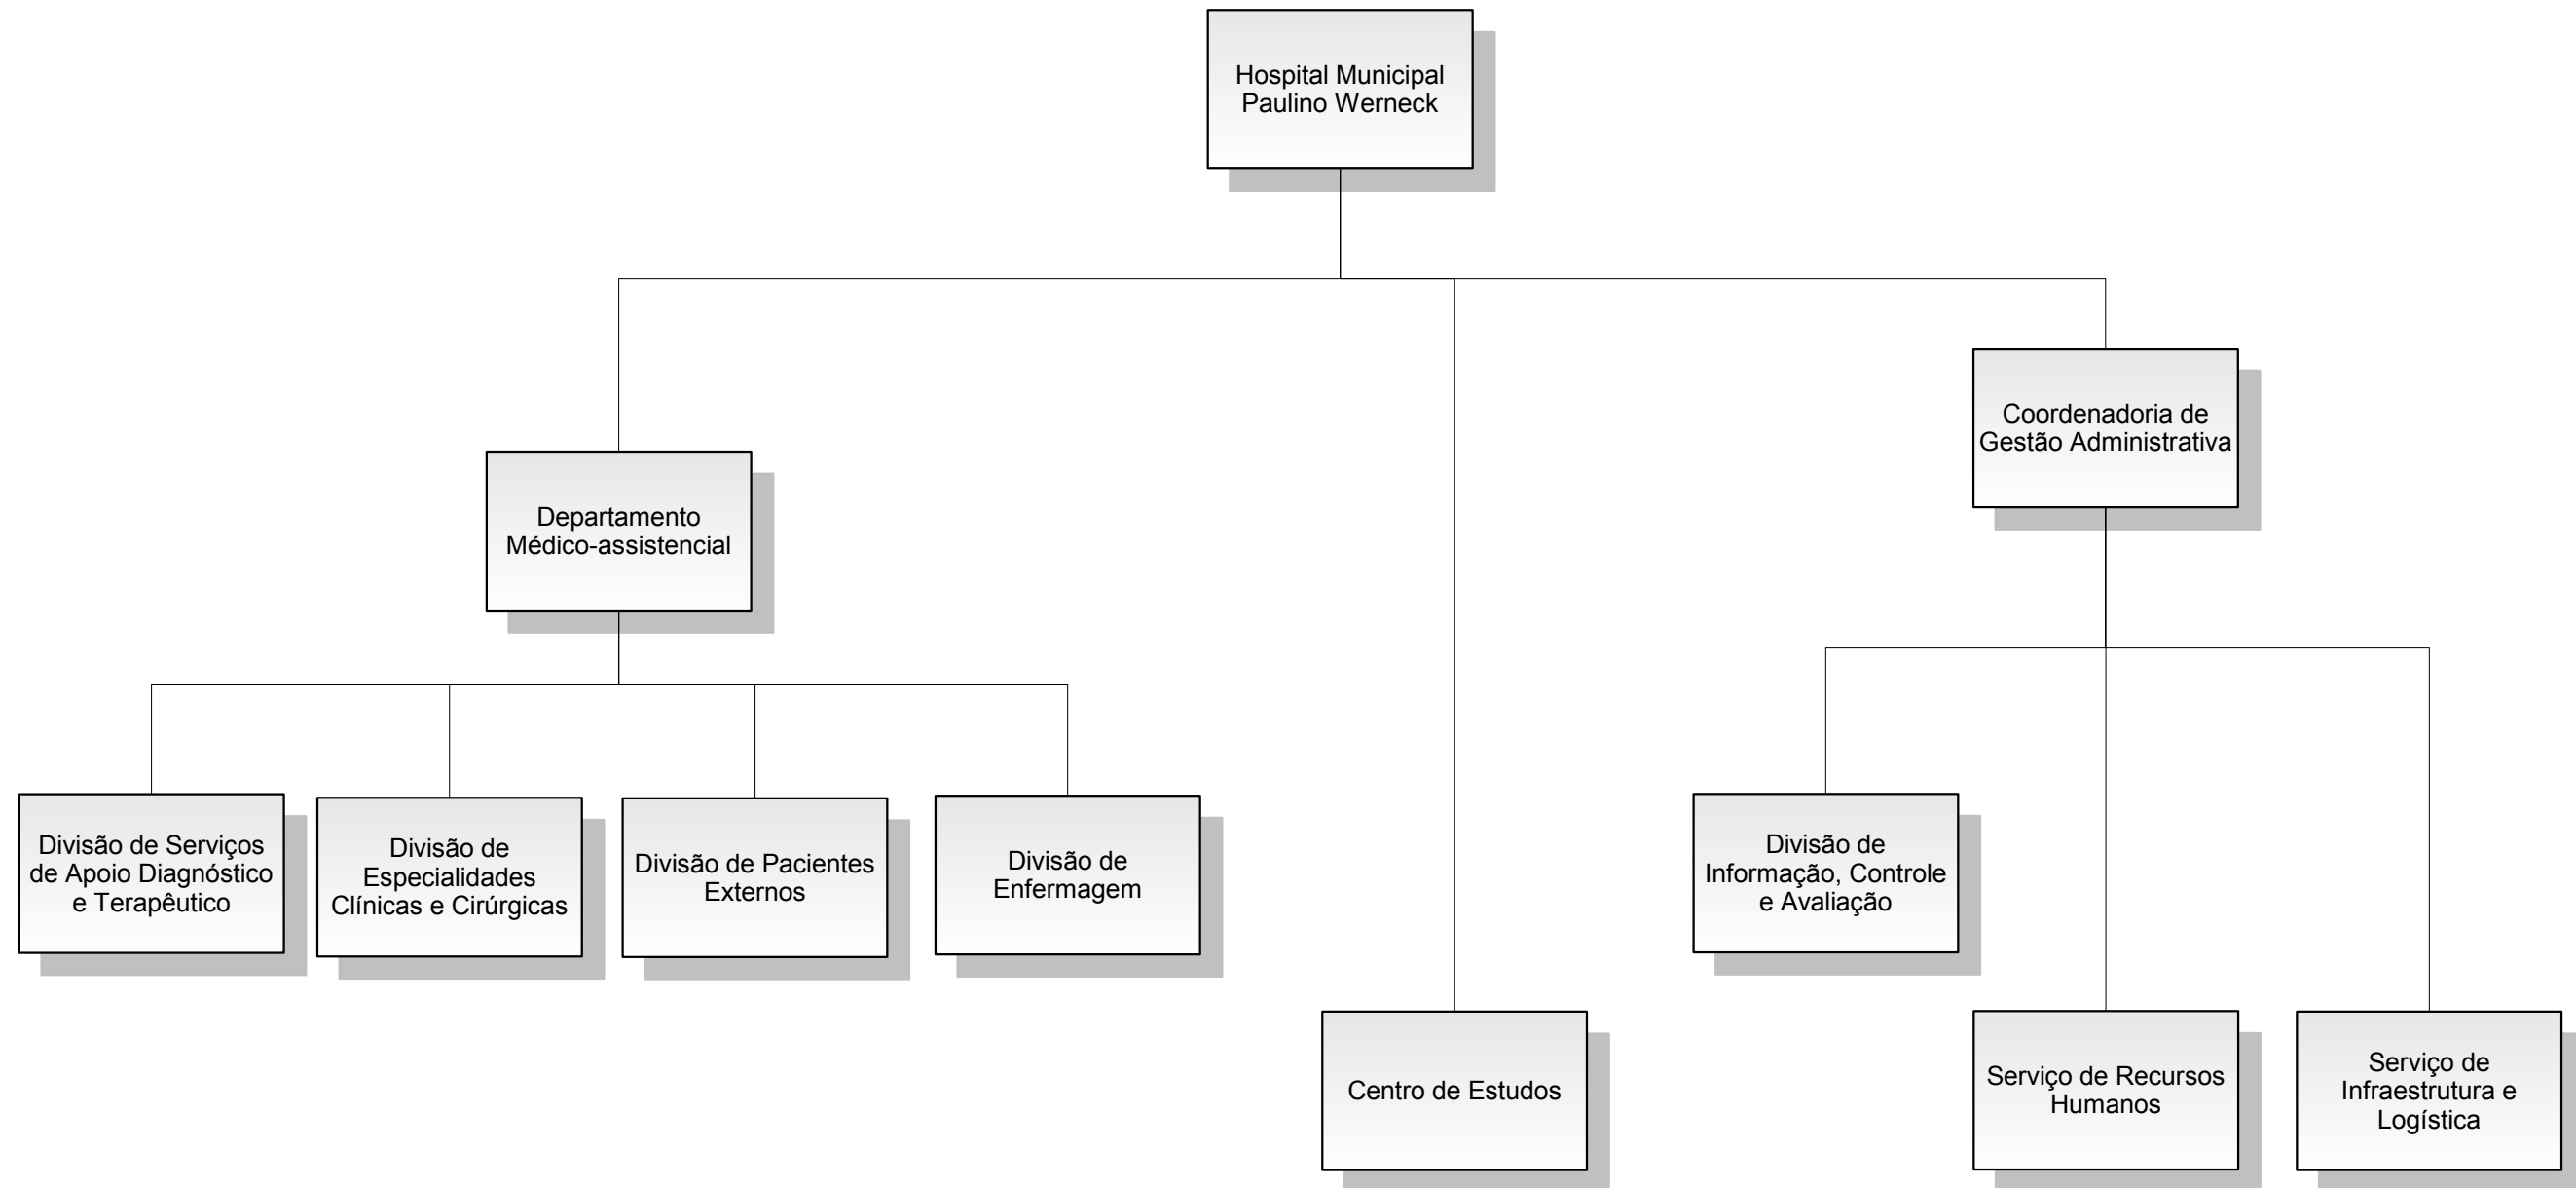 Hospital Municipal
Paulino Werneck
Coordenadoria de
Gestão Administrativa
Departamento
Médico-assistencial
Divisão de Serviços
de Apoio Diagnóstico
e Terapêutico
Divisão de
Especialidades
Clínicas e Cirúrgicas
Divisão de Pacientes
Externos
Divisão de
Enfermagem
Divisão de
Informação, Controle
e Avaliação
Centro de Estudos
Serviço de Recursos
Humanos
Serviço de
Infraestrutura e
Logística